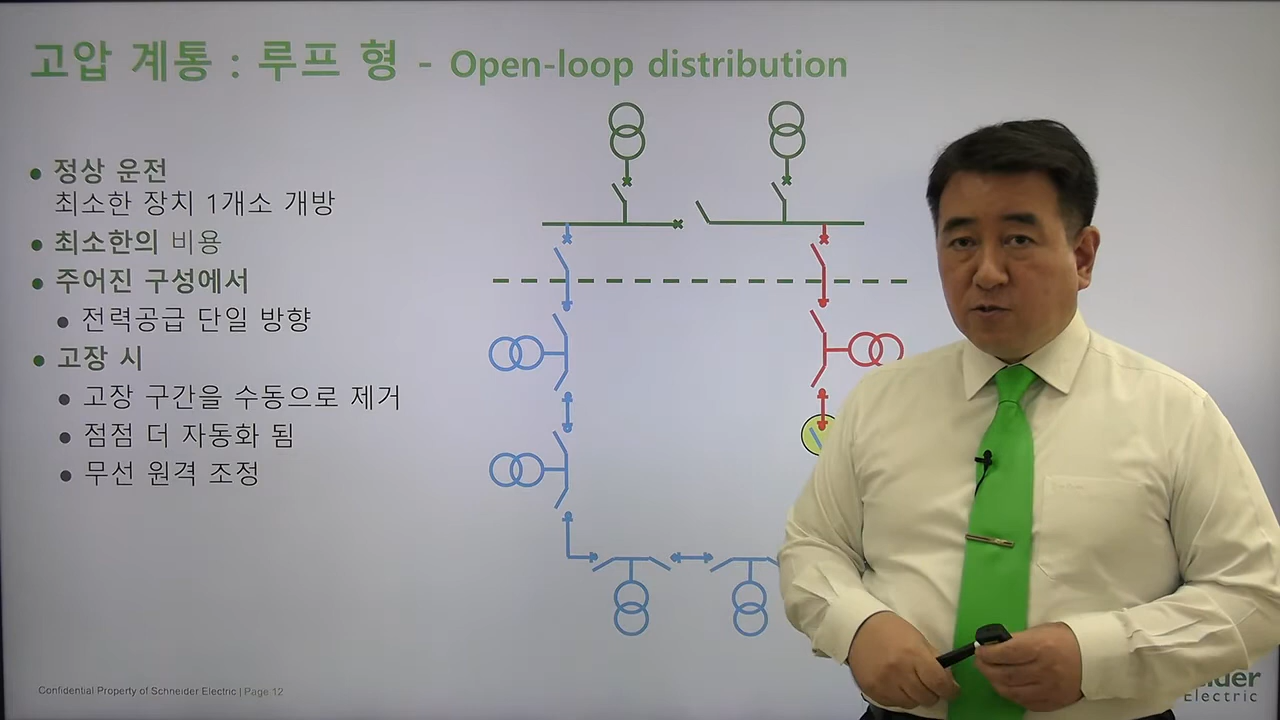 고압 계통 : 루프 형 - Open-loop distribution
• 정상 운전
최소한 장치 1개소 개방
• 최소한의 비용
• 주어진 구성에서
• 전력공급 단일 방향
• 고장 시
• 고장 구간을 수동으로 제거
• 점점 더 자동화 됨
• 무선 원격 조정
Confidential Property of Schneider Electric | Page 12
Electric